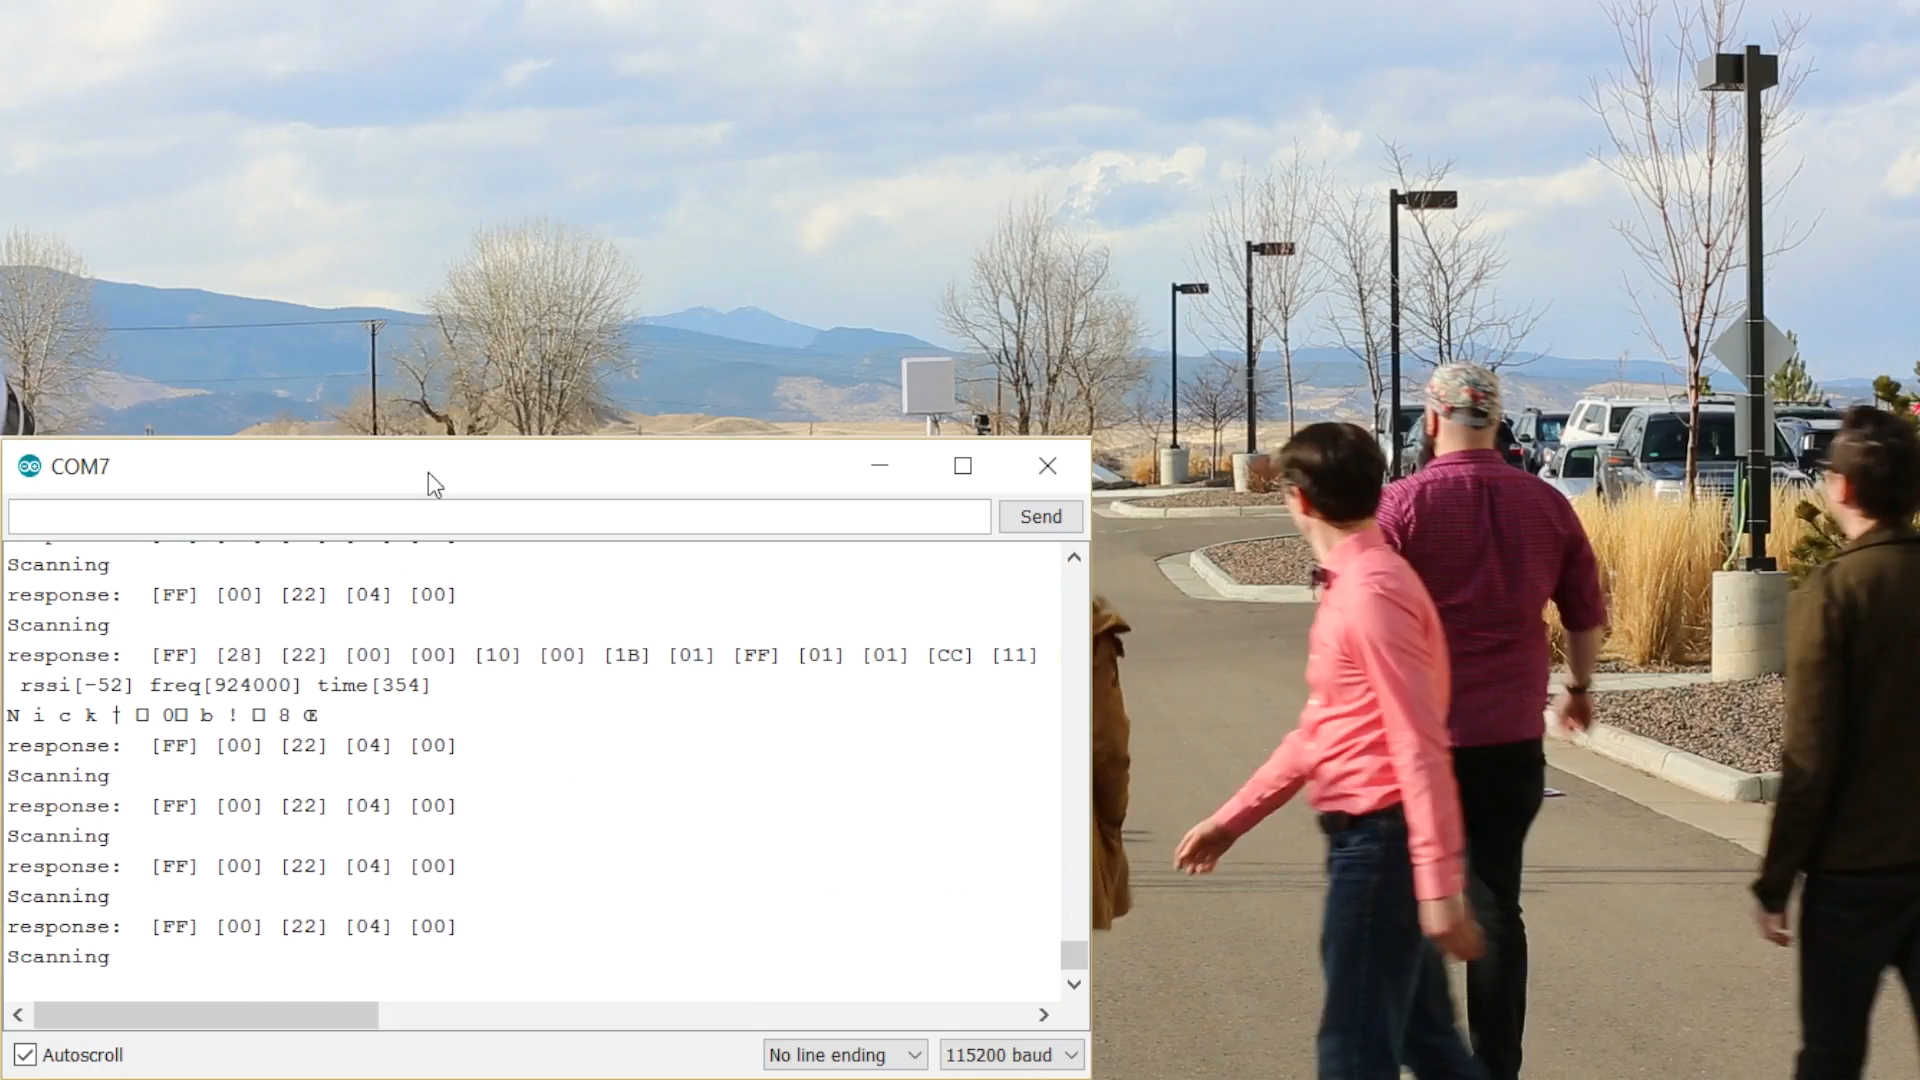 COM7
Send
Scanning
response: [FF] [00] [22] [04] [00]
Scanning
response: [FF] [28] [22] [00] [00] [10] [00] [1B] [01] [FF] [01] [01] [CC] [11]
rssi[-52] freq[924000] time[354]
N i c k † □ 0□ b ! □ 8 Œ
response: [FF] [00] [22] [04] [00]
Scanning
response: [FF] [00] [22] [04] [00]
Scanning
response: [FF] [00] [22] [04] [00]
Scanning
response: [FF] [00] [22] [04] [00]
Scanning
Autoscroll
No line ending
115200 baud